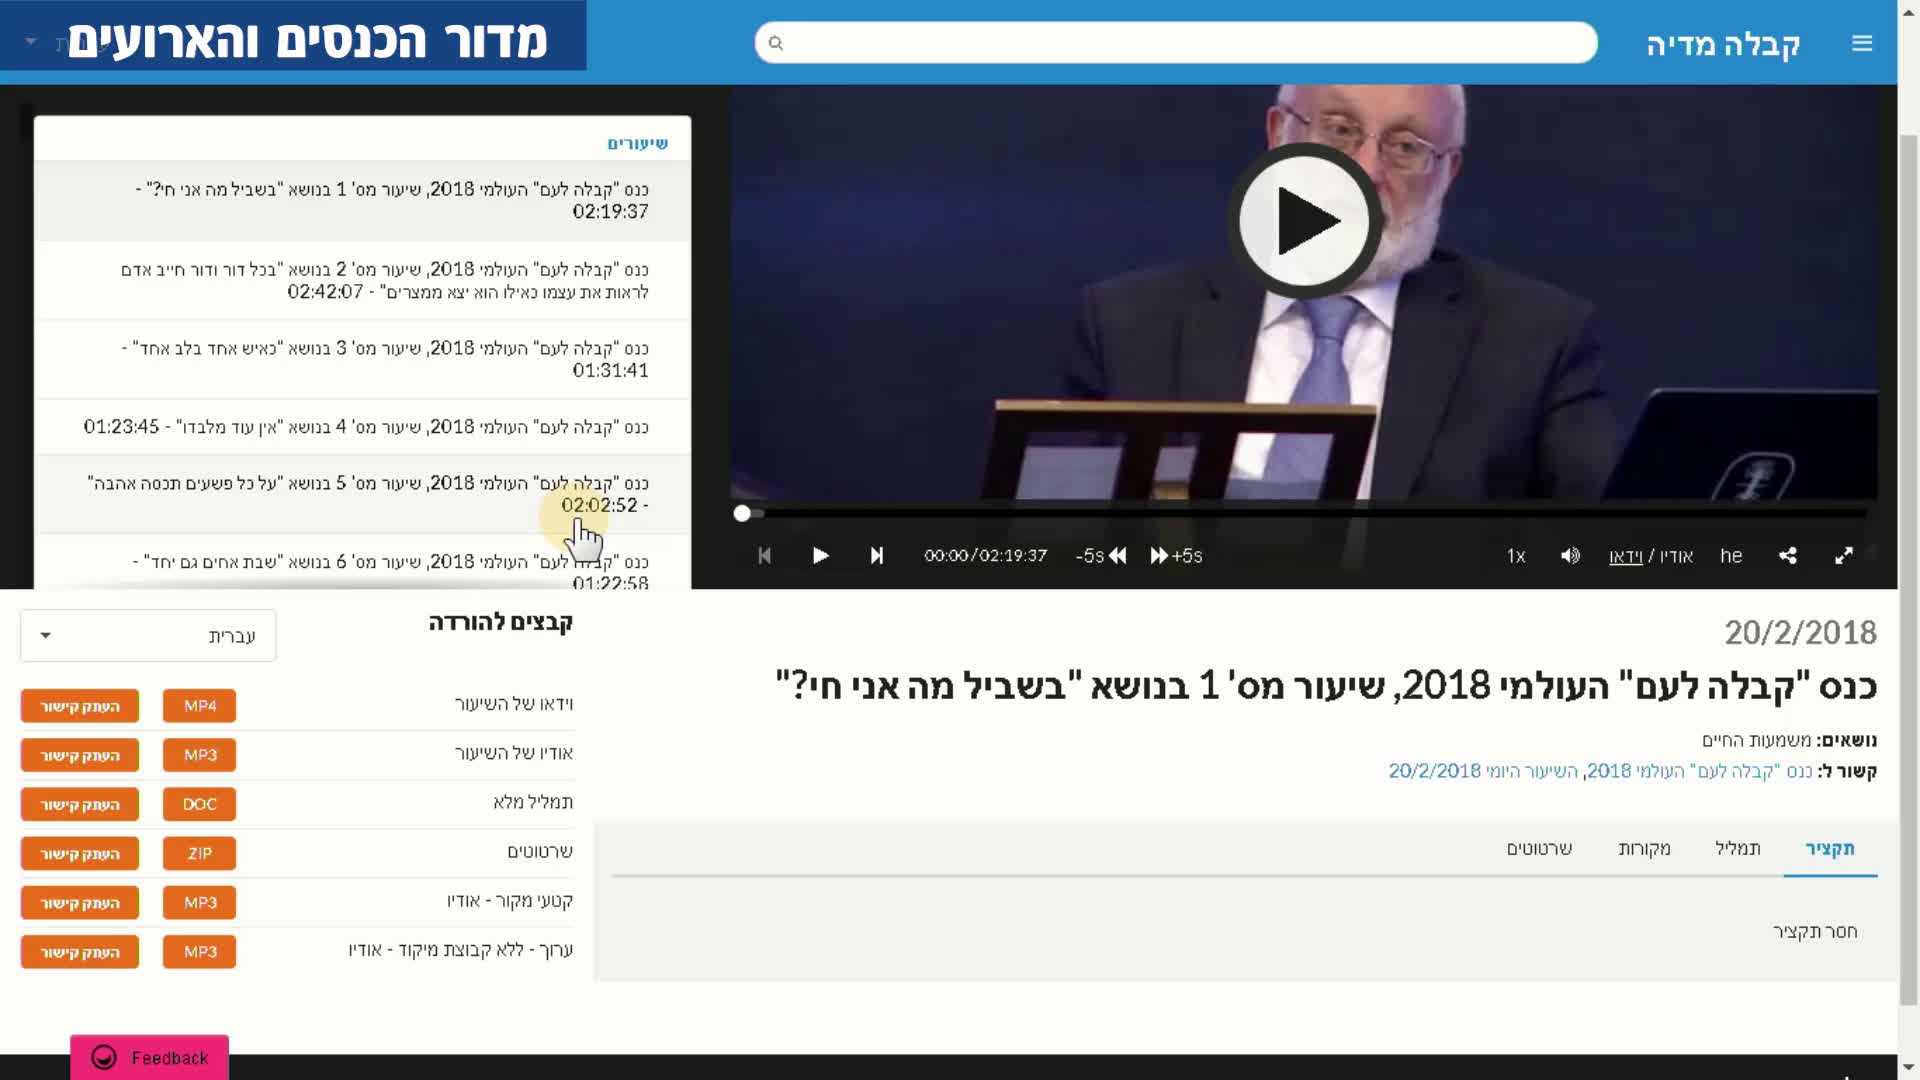 מדור הכנסים והארועים
קבלה מדיה
שיעורים
כנס "קבלה לעם" העולמי 2018, שיעור מס' 1 בנושא "בשביל מה אני חי?" -
02:19:37
כנס "קבלה לעם" העולמי 2018, שיעור מס' 2 בנושא "בכל דור ודור חייב אדם
לראות את עצמו כאילו הוא יצא ממצרים" - 02:42:07
כנס "קבלה לעם" העולמי 2018, שיעור מס' 3 בנושא "כאיש אחד בלב אחד" -
01:31:41
כנס "קבלה לעם" העולמי 2018, שיעור מס' 4 בנושא "אין עוד מלבדו" - 01:23:45
כנס "קבלה לעם" העולמי 2018, שיעור מס' 5 בנושא "על כל פשעים תכסה אהבה"
- 02:02:52
כנס "קבלה לעם" העולמי 2018, שיעור מס' 6 בנושא "שבת אחים גם יחד" -
01:22:58
00:00/02:19:37
-5s
+5s
1x
אודיו / וידאו
he
20/2/2018
כנס "קבלה לעם" העולמי 2018, שיעור מס' 1 בנושא "בשביל מה אני חי?"
נושאים: משמעות החיים
קשור ל: כנס "קבלה לעם" העולמי 2018, השיעור היומי 20/2/2018
תקציר
תמליל
מקורות
שרטוטים
חסר תקציר
קבצים להורדה
עברית
וידאו של השיעור MP4 העתק קישור
אודיו של השיעור MP3 העתק קישור
תמליל מלא DOC העתק קישור
שרטוטים ZIP העתק קישור
קטעי מקור - אודיו MP3 העתק קישור
ערוך - ללא קבוצת מיקוד - אודיו MP3 העתק קישור
Feedback